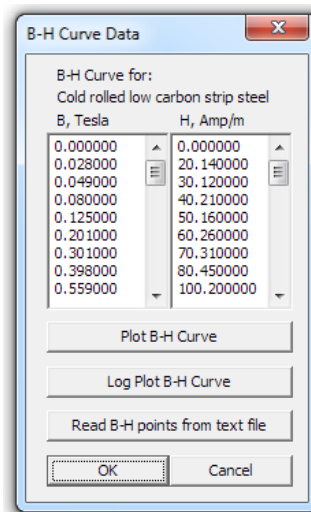 B-H Curve Data
B-H Curve for:
Cold rolled low carbon strip steel
B, Tesla H, Amp/m
0.000000 0.000000
0.028000 20.140000
0.049000 30.120000
0.080000 40.210000
0.125000 50.160000
0.201000 60.260000
0.301000 70.310000
0.398000 80.450000
0.559000 100.200000
Plot B-H Curve
Log Plot B-H Curve
Read B-H points from text file
OK Cancel